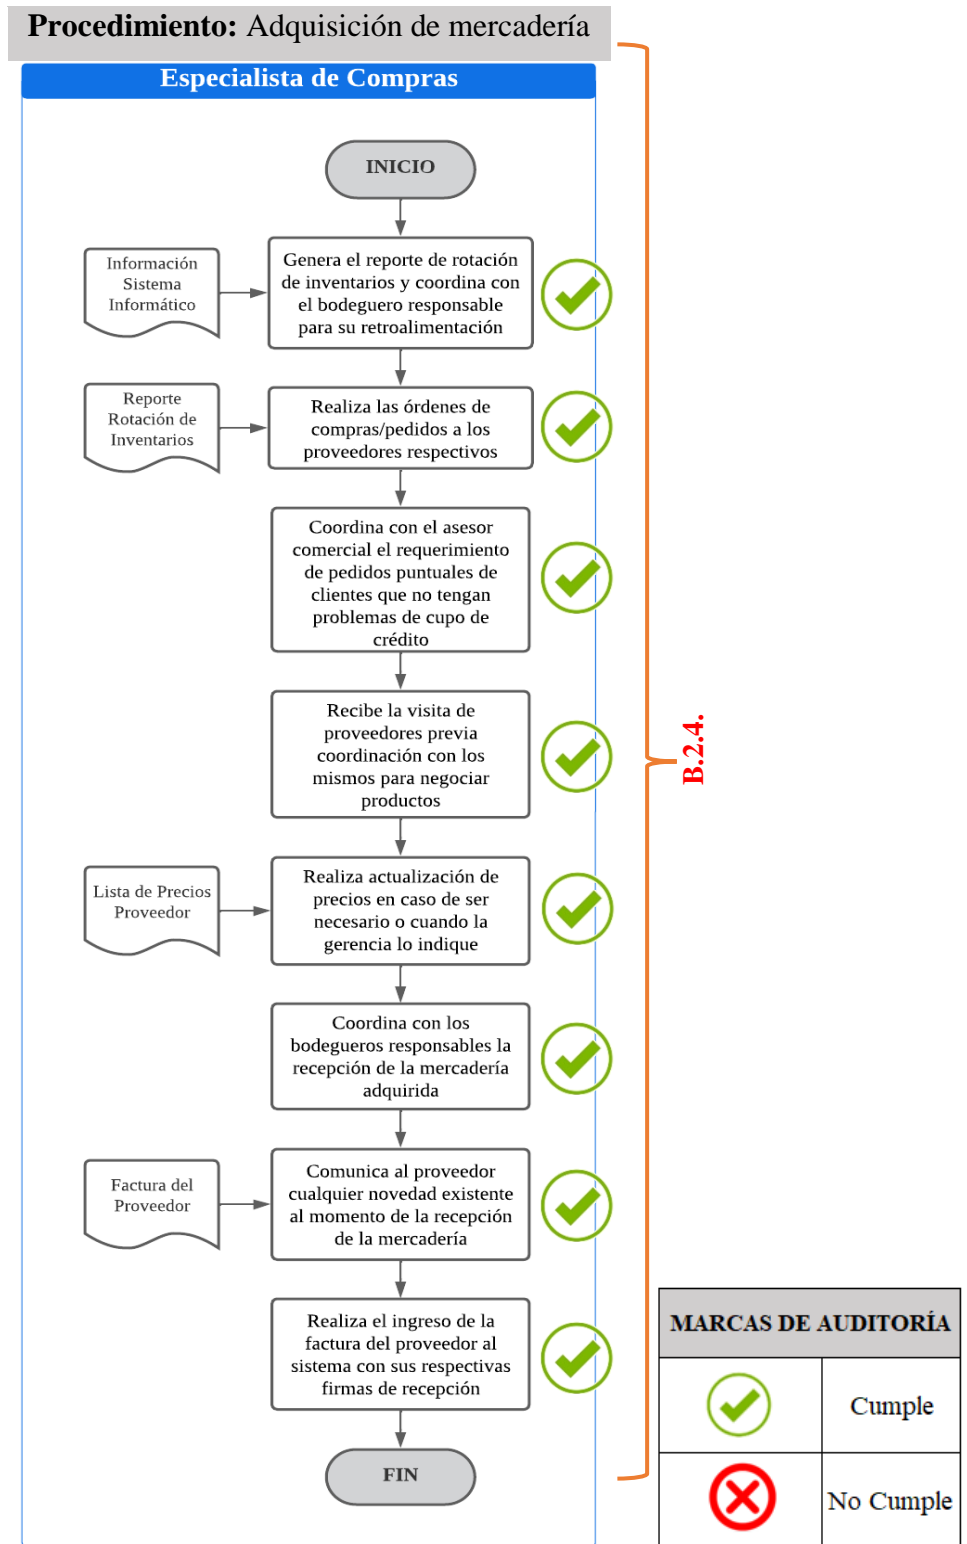 Procedimiento: Adquisición de mercadería
Especialista de Compras
INICIO
Información
Sistema
Informático
Genera el reporte de rotación
de inventarios y coordina con
el bodeguero responsable
para su retroalimentación
Reporte
Rotación de
Inventarios
Realiza las órdenes de
compras/pedidos a los
proveedores respectivos
Coordina con el asesor
comercial el requerimiento
de pedidos puntuales de
clientes que no tengan
problemas de cupo de
crédito
Recibe la visita de
proveedores previa
coordinación con los
mismos para negociar
productos
B.2.4.
Lista de Precios
Proveedor
Realiza actualización de
precios en caso de ser
necesario o cuando la
gerencia lo indique
Coordina con los
bodegueros responsables la
recepción de la mercadería
adquirida
Factura del
Proveedor
Comunica al proveedor
cualquier novedad existente
al momento de la recepción
de la mercadería
Realiza el ingreso de la
factura del proveedor al
sistema con sus respectivas
firmas de recepción
FIN
MARCAS DE AUDITORÍA
Cumple
No Cumple